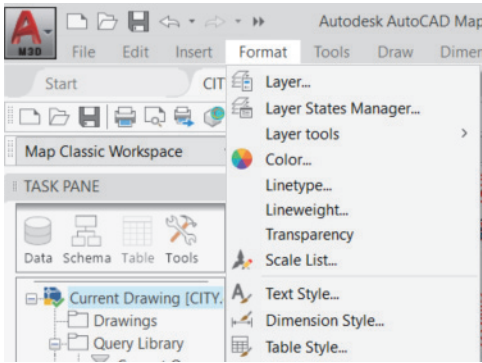 Autodesk AutoCAD Map
M3D File Edit Insert Format Tools Draw Dimen
Start CIT
Layer...
Layer States Manager...
Layer tools
Map Classic Workspace
Color...
TASK PANE
Linetype...
Lineweight...
Transparency
Data Schema Table Tools
Scale List...
Current Drawing [CITY.
Text Style...
Drawings
Dimension Style...
Query Library
Table Style...